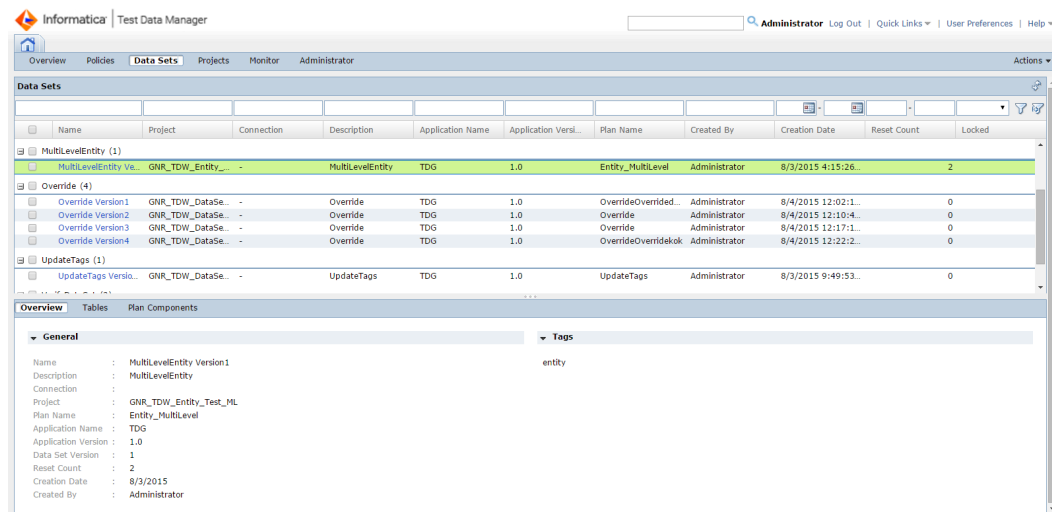 Informatica Test Data Manager
Administrator Log Out | Quick Links | User Preferences | Help
Overview Policies Data Sets Projects Monitor Administrator Actions
Data Sets
- -
Name Project Connection Description Application Name Application Versi... Plan Name Created By Creation Date Reset Count Locked
MultiLevelEntity (1)
MultiLevelEntity Ve... GNR_TDW_Entity_... - MultiLevelEntity TDG 1.0 Entity_MultiLevel Administrator 8/3/2015 4:15:26... 2
Override (4)
Override Version1 GNR_TDW_DataSe... - Override TDG 1.0 OverrideOverrided... Administrator 8/4/2015 12:02:1... 0
Override Version2 GNR_TDW_DataSe... - Override TDG 1.0 Override Administrator 8/4/2015 12:10:4... 0
Override Version3 GNR_TDW_DataSe... - Override TDG 1.0 Override Administrator 8/4/2015 12:17:1... 0
Override Version4 GNR_TDW_DataSe... - Override TDG 1.0 OverrideOverridekok Administrator 8/4/2015 12:22:2... 0
UpdateTags (1)
UpdateTags Versio... GNR_TDW_DataSe... - UpdateTags TDG 1.0 UpdateTags Administrator 8/3/2015 9:49:53... 0
Overview Tables Plan Components
General
Name : MultiLevelEntity Version1
Description : MultiLevelEntity
Connection :
Project : GNR_TDW_Entity_Test_ML
Plan Name : Entity_MultiLevel
Application Name : TDG
Application Version : 1.0
Data Set Version : 1
Reset Count : 2
Creation Date : 8/3/2015
Created By : Administrator
Tags
entity